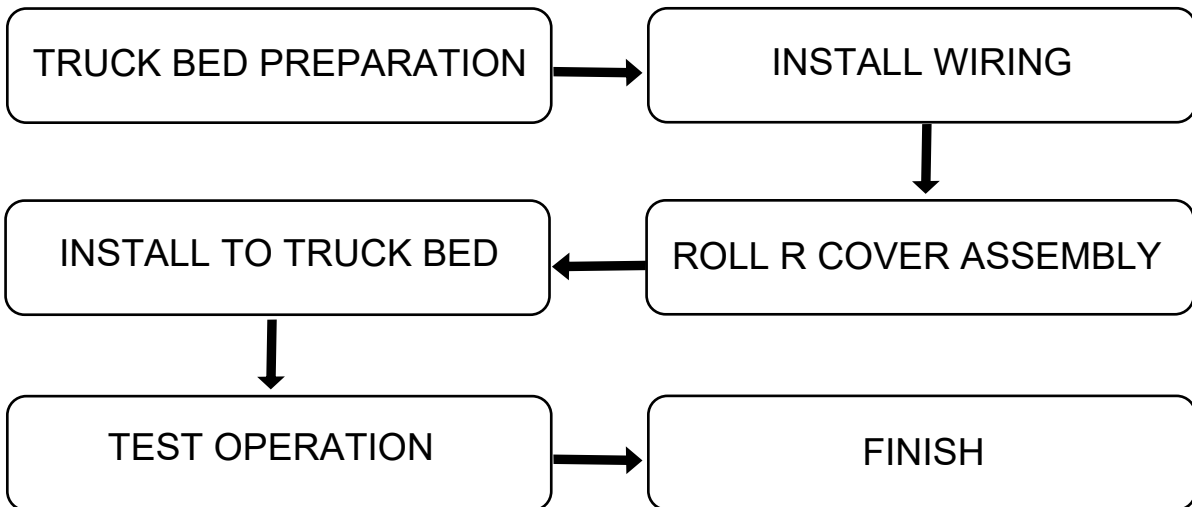 TRUCK BED PREPARATION
INSTALL WIRING
ROLL R COVER ASSEMBLY
INSTALL TO TRUCK BED
TEST OPERATION
FINISH